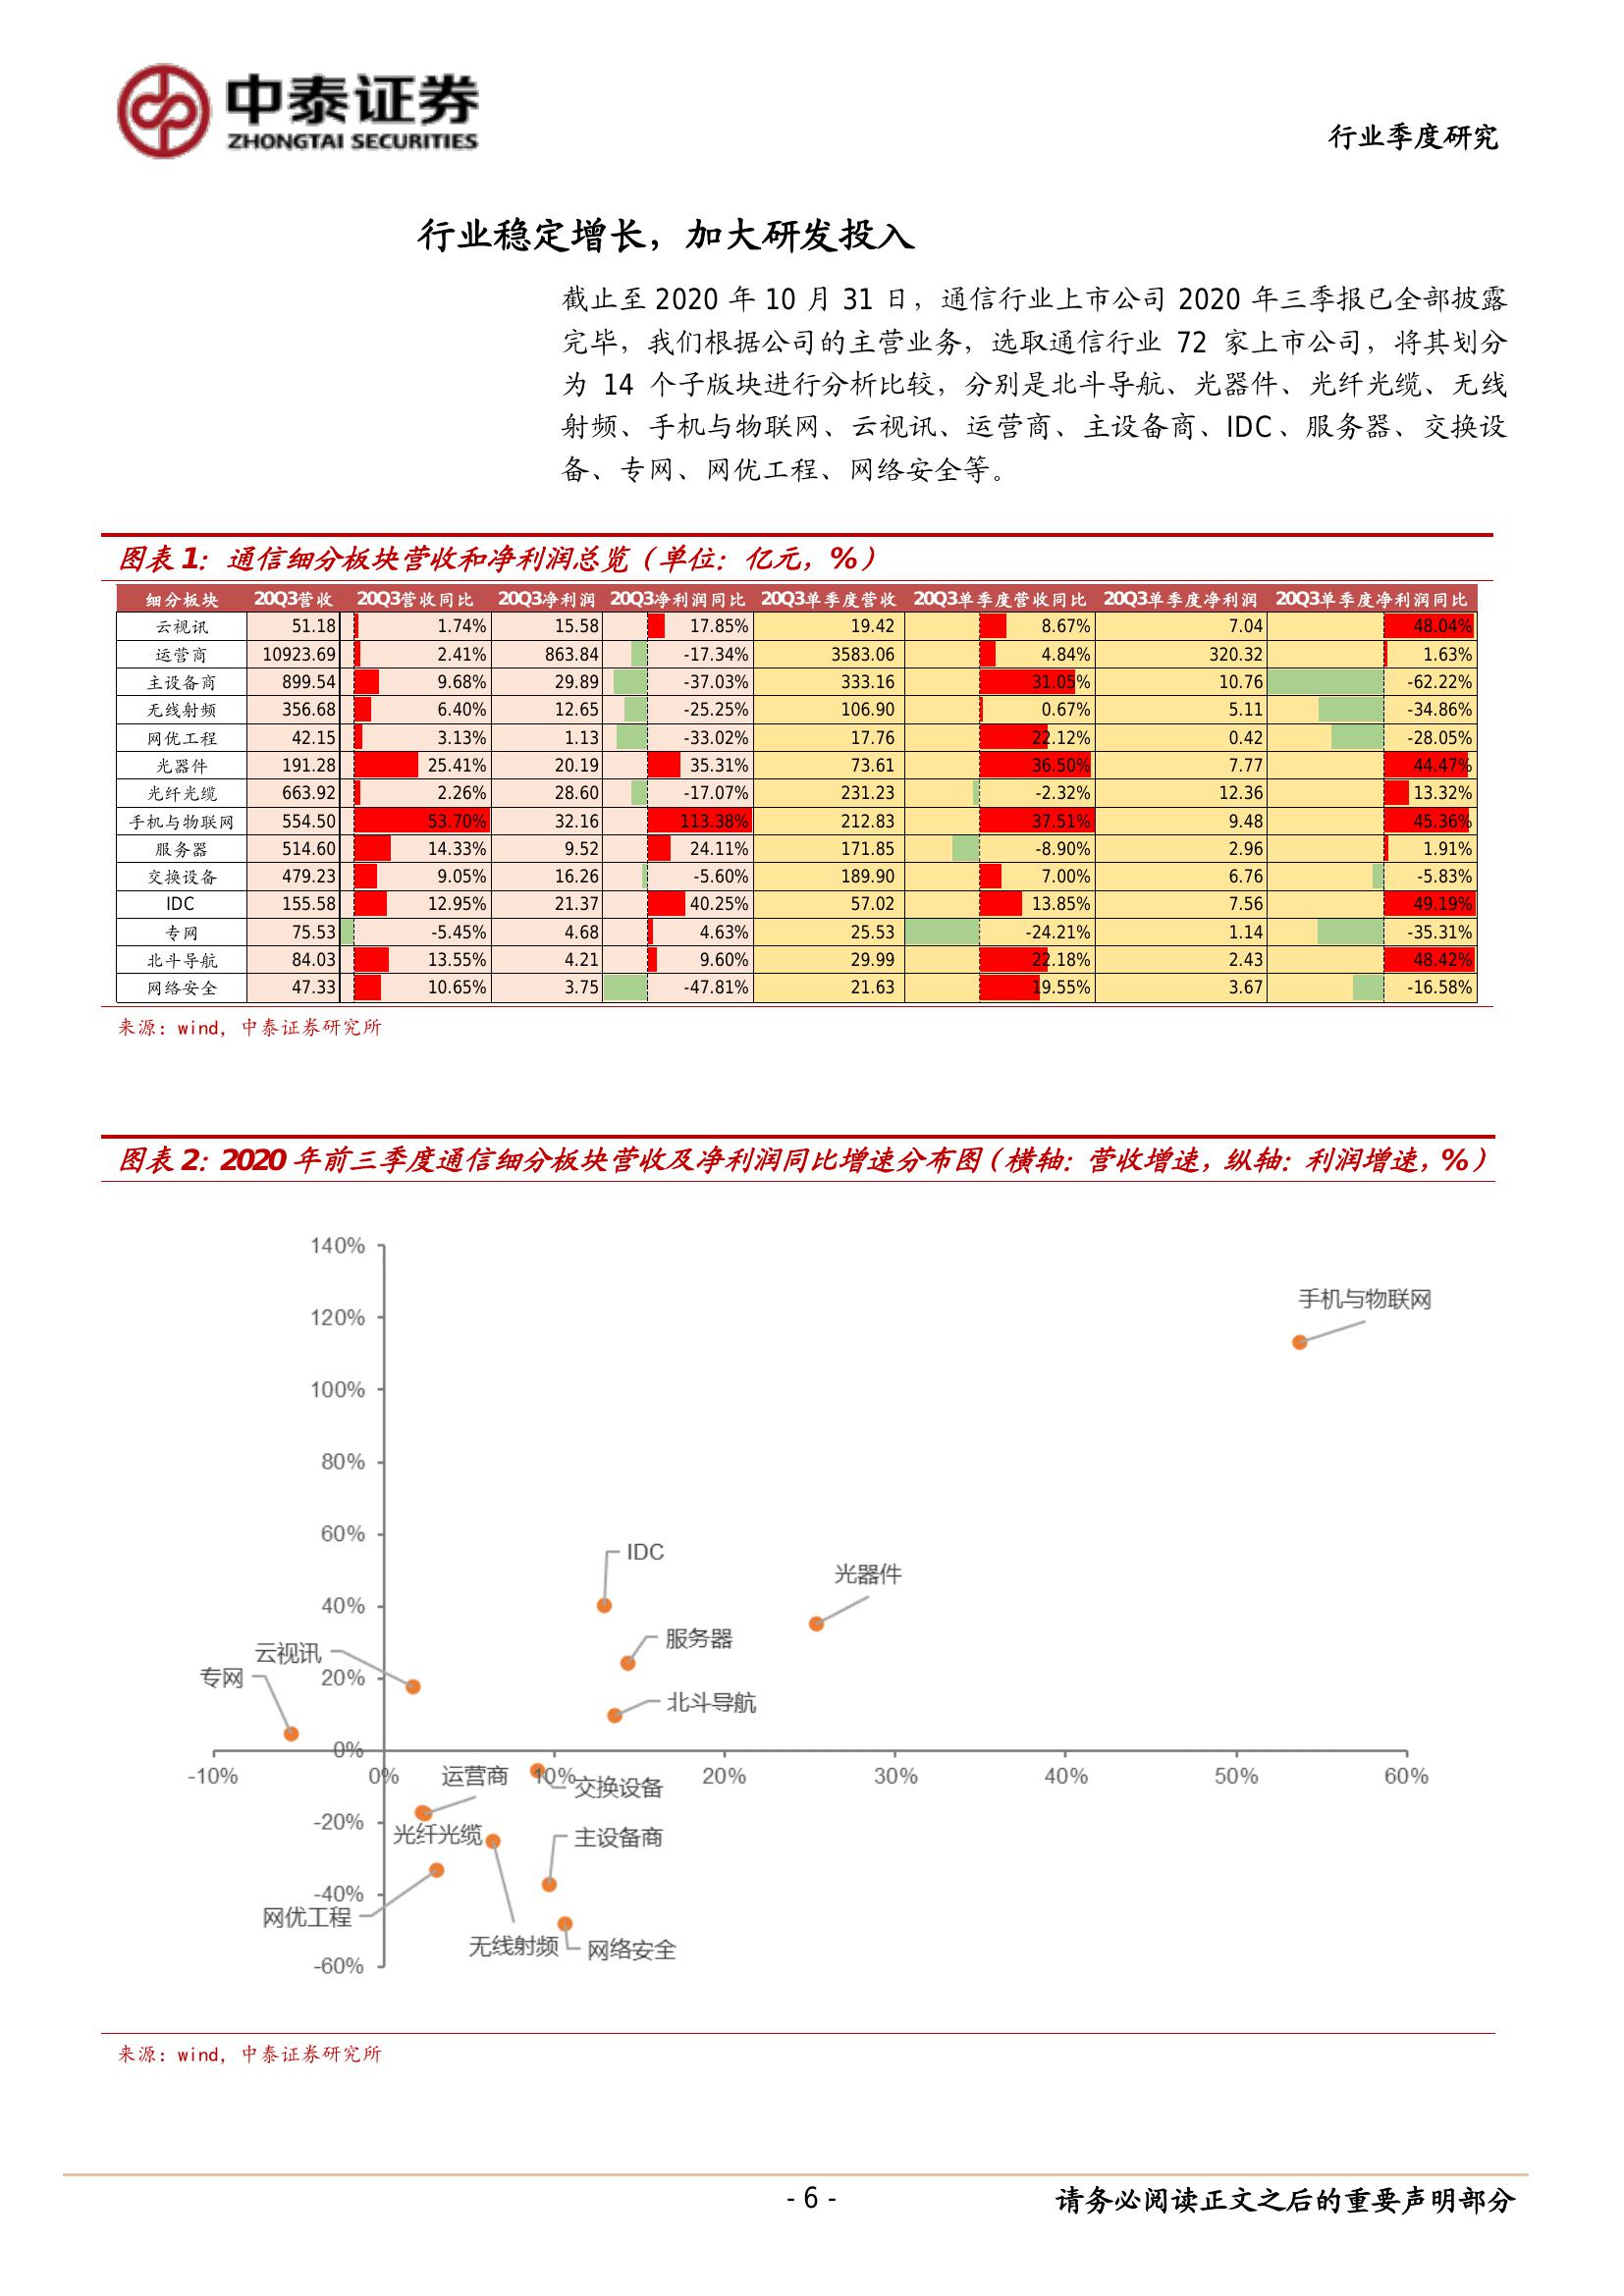 中泰证券
ZHONGTAI SECURITIES
行业季度研究
行业稳定增长，加大研发投入
截止至 2020 年 10 月 31 日，通信行业上市公司 2020 年三季报已全部披露
完毕，我们根据公司的主营业务，选取通信行业 72 家上市公司，将其划分
为 14 个子版块进行分析比较，分别是北斗导航、光器件、光纤光缆、无线
射频、手机与物联网、云视讯、运营商、主设备商、IDC、服务器、交换设
备、专网、网优工程、网络安全等。
图表 1：通信细分板块营收和净利润总览（单位：亿元，%）
细分板块 20Q3营收 20Q3营收同比 20Q3净利润 20Q3净利润同比 20Q3单季度营收 20Q3单季度营收同比 20Q3单季度净利润 20Q3单季度净利润同比
云视讯 51.18 1.74% 15.58 17.85% 19.42 8.67% 7.04 48.04%
运营商 10923.69 2.41% 863.84 -17.34% 3583.06 4.84% 320.32 1.63%
主设备商 899.54 9.68% 29.89 -37.03% 333.16 31.05% 10.76 -62.22%
无线射频 356.68 6.40% 12.65 -25.25% 106.90 0.67% 5.11 -34.86%
网优工程 42.15 3.13% 1.13 -33.02% 17.76 22.12% 0.42 -28.05%
光器件 191.28 25.41% 20.19 35.31% 73.61 36.50% 7.77 44.47%
光纤光缆 663.92 2.26% 28.60 -17.07% 231.23 -2.32% 12.36 13.32%
手机与物联网 554.50 53.70% 32.16 113.38% 212.83 37.51% 9.48 45.36%
服务器 514.60 14.33% 9.52 24.11% 171.85 -8.90% 2.96 1.91%
交换设备 479.23 9.05% 16.26 -5.60% 189.90 7.00% 6.76 -5.83%
IDC 155.58 12.95% 21.37 40.25% 57.02 13.85% 7.56 49.19%
专网 75.53 -5.45% 4.68 4.63% 25.53 -24.21% 1.14 -35.31%
北斗导航 84.03 13.55% 4.21 9.60% 29.99 22.18% 2.43 48.42%
网络安全 47.33 10.65% 3.75 -47.81% 21.63 19.55% 3.67 -16.58%
来源：wind，中泰证券研究所
图表 2：2020 年前三季度通信细分板块营收及净利润同比增速分布图（横轴：营收增速，纵轴：利润增速，%）
140%
手机与物联网
120%
100%
80%
60%
IDC
光器件
40%
服务器
云视讯
专网
20%
北斗导航
0%
-10% 0% 10% 20% 30% 40% 50% 60%
运营商
交换设备
-20%
光纤光缆
主设备商
-40%
网优工程
无线射频
网络安全
-60%
来源：wind，中泰证券研究所
- 6 -
请务必阅读正文之后的重要声明部分